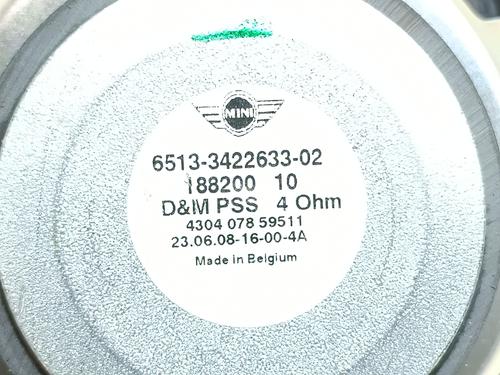 MINI
6513-3422633-02
188200 10
D&M PSS 4 Ohm
4304 078 59511
23.06.08-16-00-4A
Made in Belgium